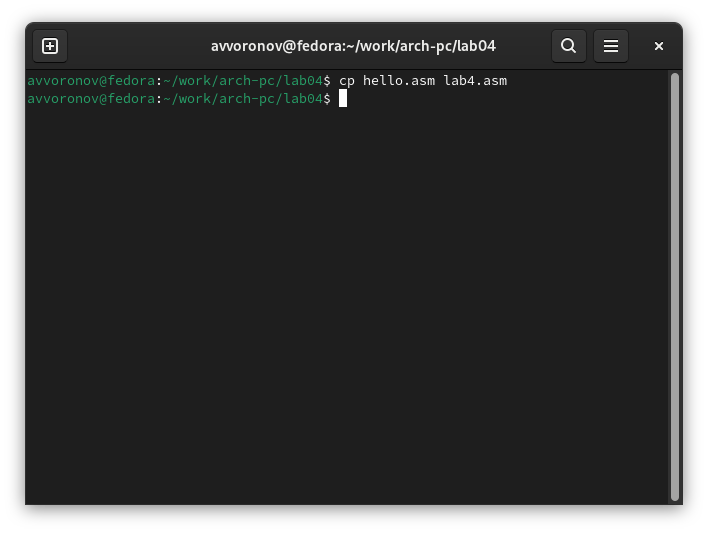 avvoronov@fedora:~/work/arch-pc/lab04
avvoronov@fedora:~/work/arch-pc/lab04$ cp hello.asm lab4.asm
avvoronov@fedora:~/work/arch-pc/lab04$